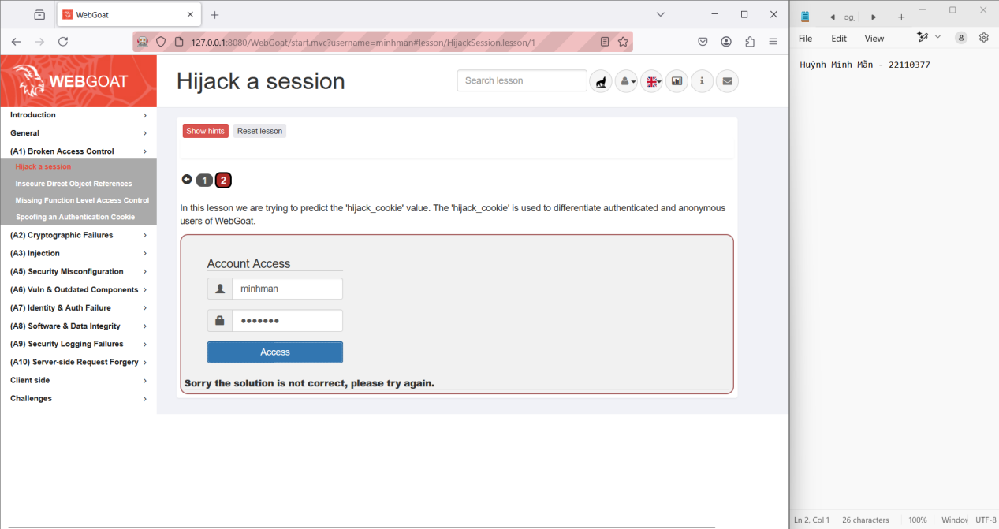 WebGoat
127.0.0.1:8080/WebGoat/start.mvc?username=minhman#lesson/HijackSession.lesson/1
WEBGOAT
Hijack a session
Search lesson
Introduction
General
(A1) Broken Access Control
Hijack a session
Insecure Direct Object References
Missing Function Level Access Control
Spoofing an Authentication Cookie
(A2) Cryptographic Failures
(A3) Injection
(A5) Security Misconfiguration
(A6) Vuln & Outdated Components
(A7) Identity & Auth Failure
(A8) Software & Data Integrity
(A9) Security Logging Failures
(A10) Server-side Request Forgery
Client side
Challenges
Show hints
Reset lesson
1
2
In this lesson we are trying to predict the 'hijack_cookie' value. The 'hijack_cookie' is used to differentiate authenticated and anonymous
users of WebGoat.
Account Access
minhman
•••••••
Access
Sorry the solution is not correct, please try again.
og,
File Edit View
Huỳnh Minh Mẫn - 22110377
Ln 2, Col 1 26 characters 100% Window UTF-8